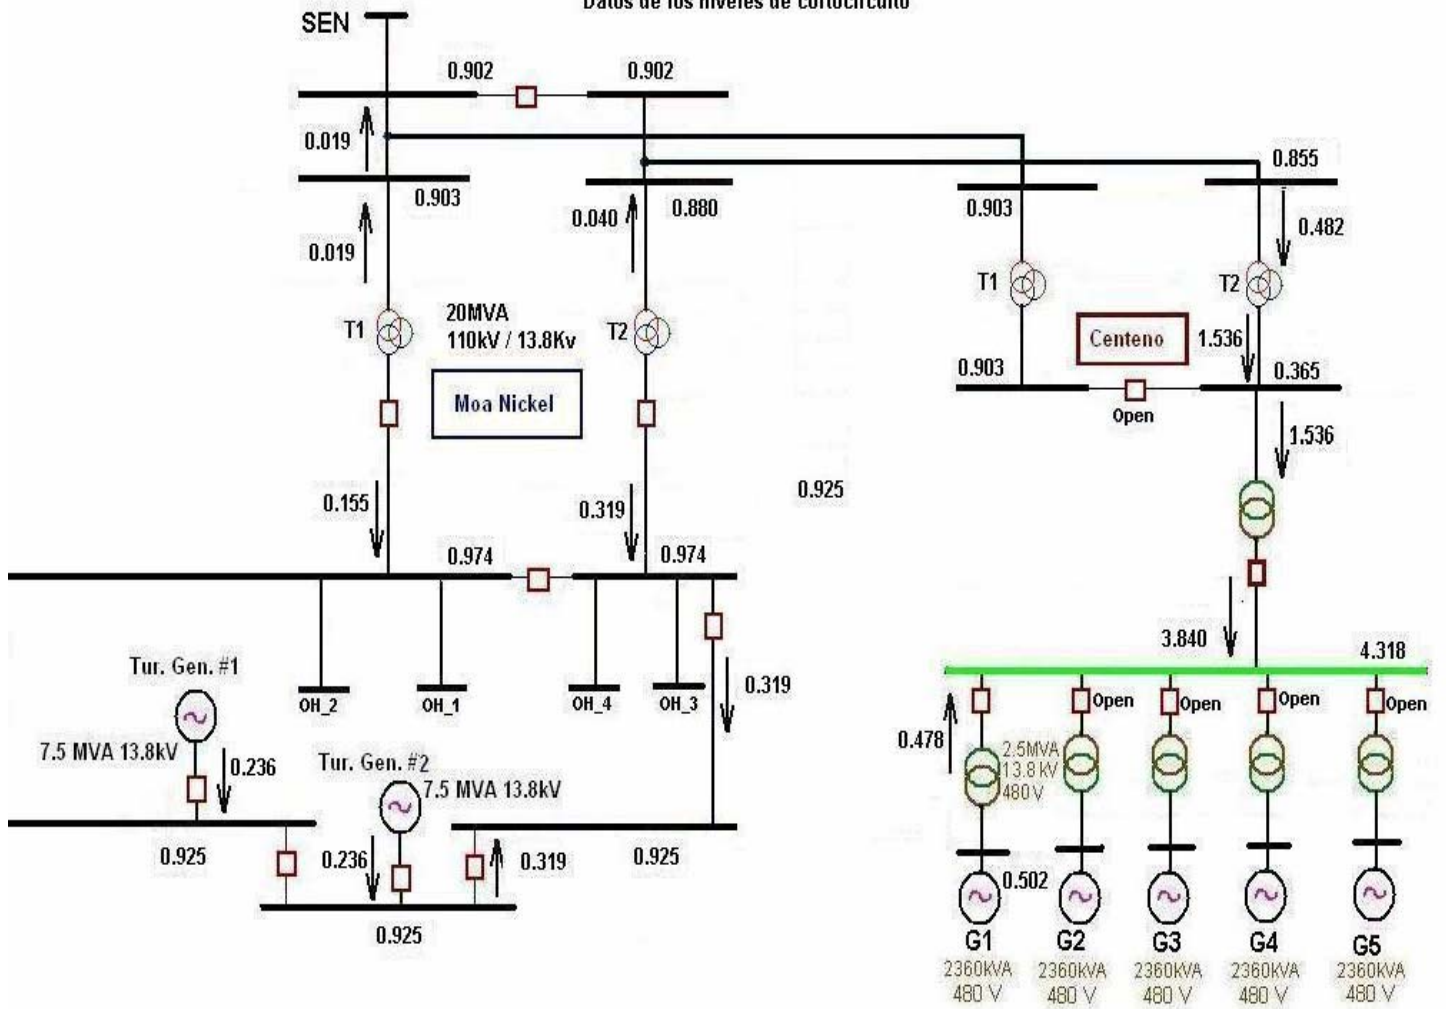 Datos de los niveles de cortocircuito
SEN
0.902
0.902
0.019
0.855
0.903
0.040
0.880
0.903
0.482
0.019
T1
20MVA
110kV / 13.8Kv
T2
T1
T2
Centeno
1.536
Moa Nickel
0.903
0.365
Open
1.536
0.155
0.319
0.925
0.974
0.974
3.840
4.318
Tur. Gen. #1
OH_2
OH_1
OH_4
OH_3
0.319
Open
Open
Open
Open
0.478
7.5 MVA 13.8kV
0.236
Tur. Gen. #2
7.5 MVA 13.8kV
2.5MVA
13.8 kV
480 V
0.925
0.236
0.319
0.925
0.502
0.925
G1
G2
G3
G4
G5
2360kVA
2360kVA
2360kVA
2360kVA
2360kVA
480 V
480 V
480 V
480 V
480 V